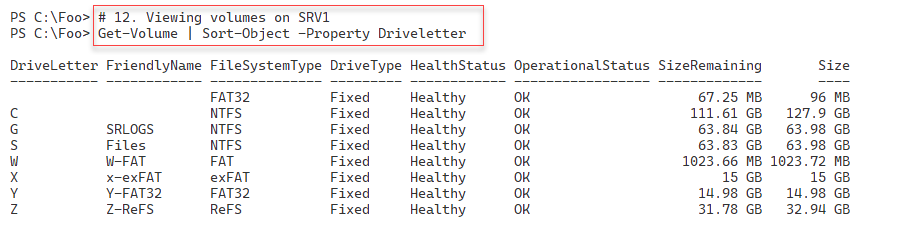 PS C:\Foo> # 12. Viewing volumes on SRV1
PS C:\Foo> Get-Volume | Sort-Object -Property Driveletter
DriveLetter FriendlyName FileSystemType DriveType HealthStatus OperationalStatus SizeRemaining Size
----------- ------------ -------------- --------- ------------ ----------------- ------------- ----
FAT32 Fixed Healthy OK 67.25 MB 96 MB
C NTFS Fixed Healthy OK 111.61 GB 127.9 GB
G SRLOGS NTFS Fixed Healthy OK 63.84 GB 63.98 GB
S Files NTFS Fixed Healthy OK 63.83 GB 63.98 GB
W W-FAT FAT Fixed Healthy OK 1023.66 MB 1023.72 MB
X x-exFAT exFAT Fixed Healthy OK 15 GB 15 GB
Y Y-FAT32 FAT32 Fixed Healthy OK 14.98 GB 14.98 GB
Z Z-ReFS ReFS Fixed Healthy OK 31.78 GB 32.94 GB